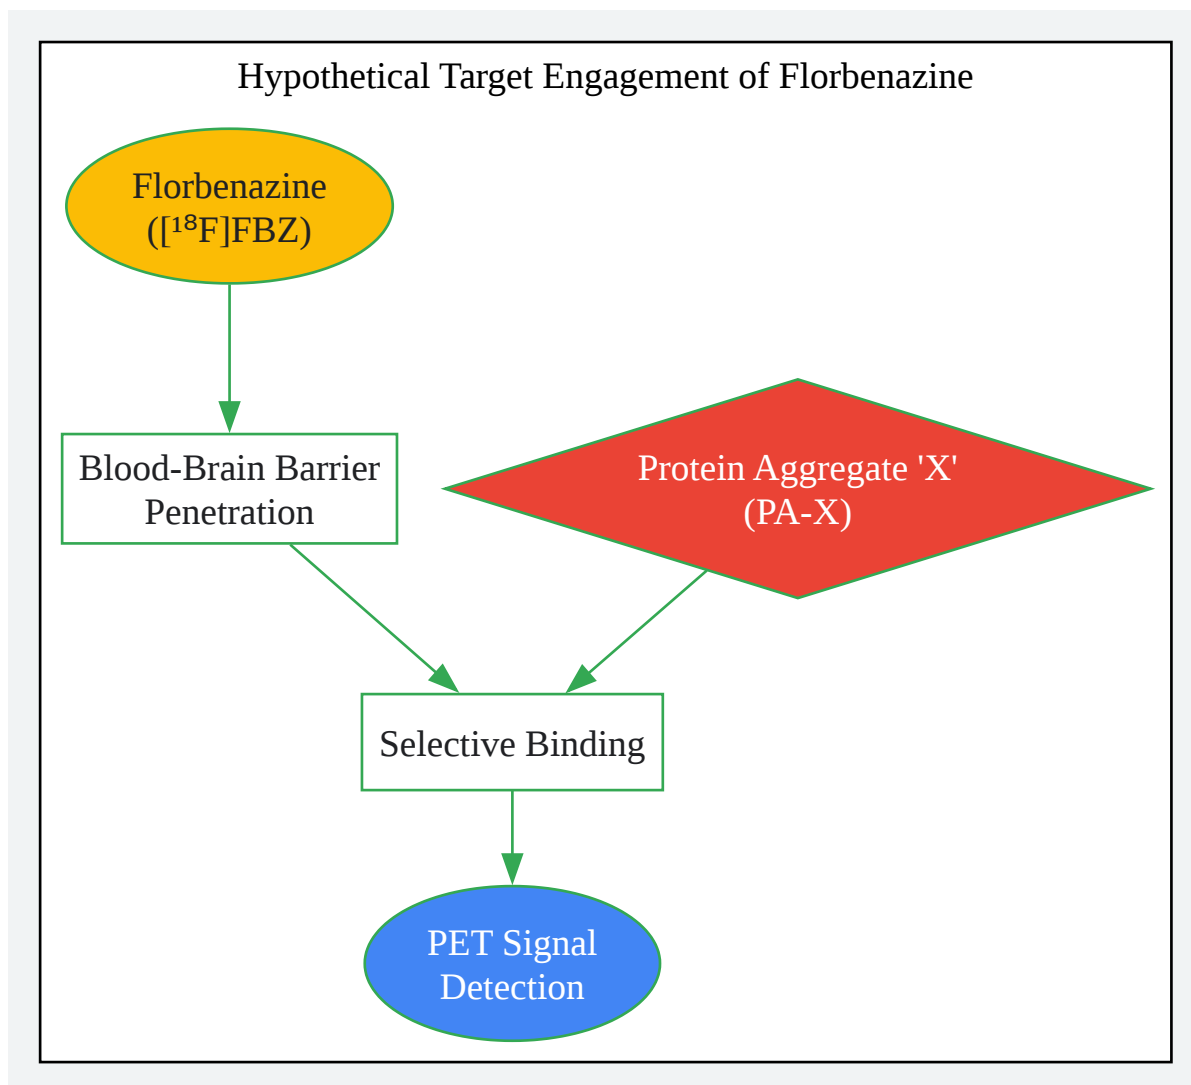 Hypothetical Target Engagement of Florbenazine
Florbenazine
([¹⁸F]FBZ)
Blood-Brain Barrier
Penetration
Protein Aggregate 'X'
(PA-X)
Selective Binding
PET Signal
Detection